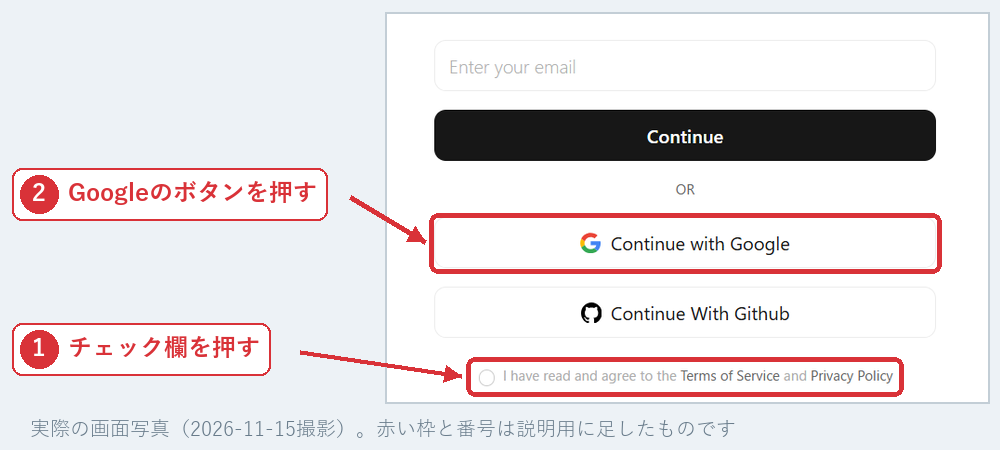 Enter your email
Continue
OR
2 Googleのボタンを押す
Continue with Google
Continue With Github
1 チェック欄を押す
I have read and agree to the Terms of Service and Privacy Policy
実際の画面写真（2026-11-15撮影）。赤い枠と番号は説明用に足したものです